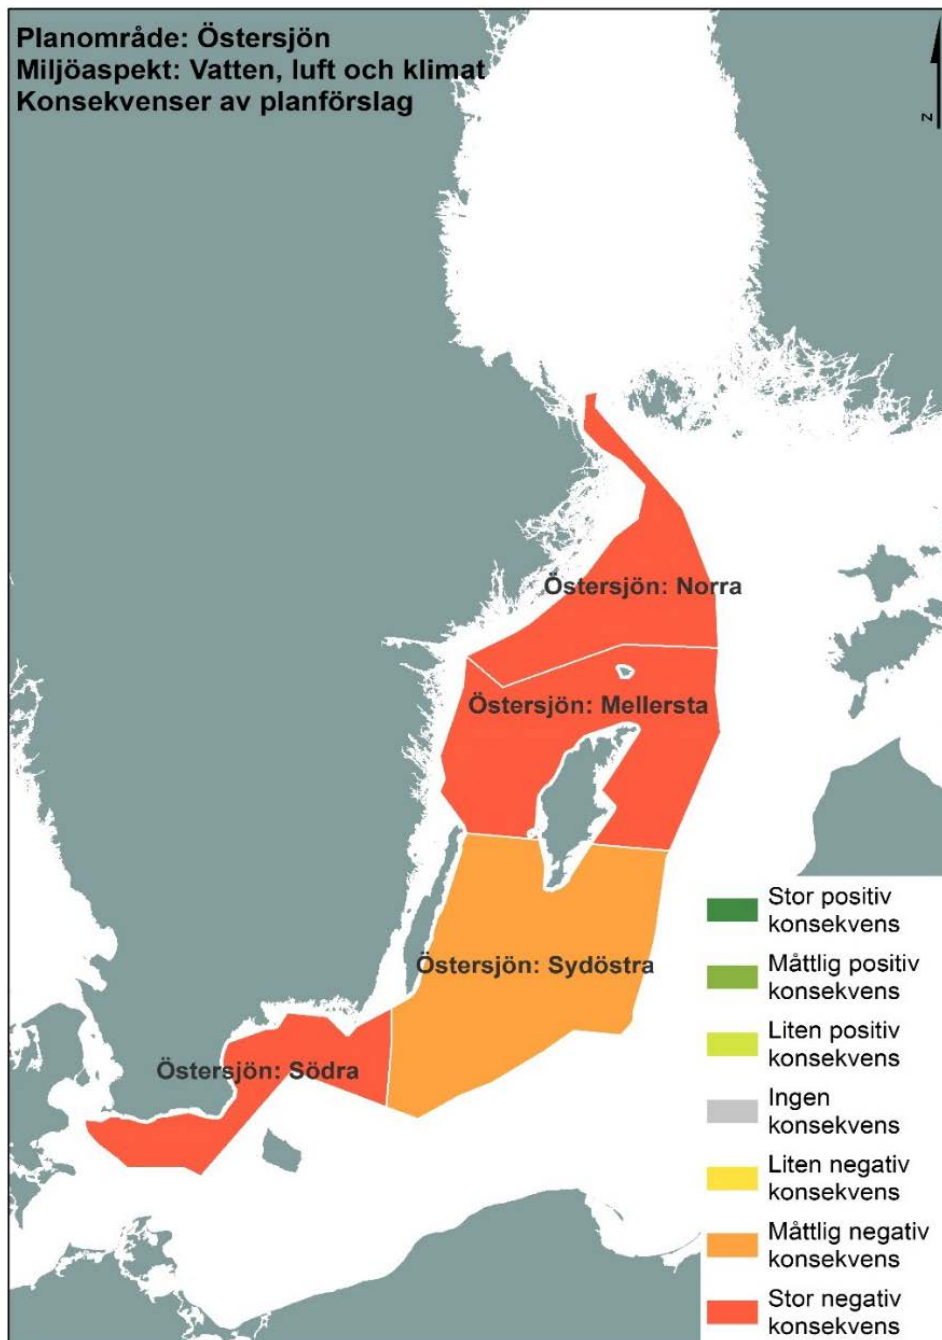 Planområde: Östersjön
Miljöaspekt: Vatten, luft och klimat
Konsekvenser av planförslag
N
Östersjön: Norra
Östersjön: Mellersta
Östersjön: Sydöstra
Östersjön: Södra
Stor positiv
konsekvens
Måttlig positiv
konsekvens
Liten positiv
konsekvens
Ingen
konsekvens
Liten negativ
konsekvens
Måttlig negativ
konsekvens
Stor negativ
konsekvens